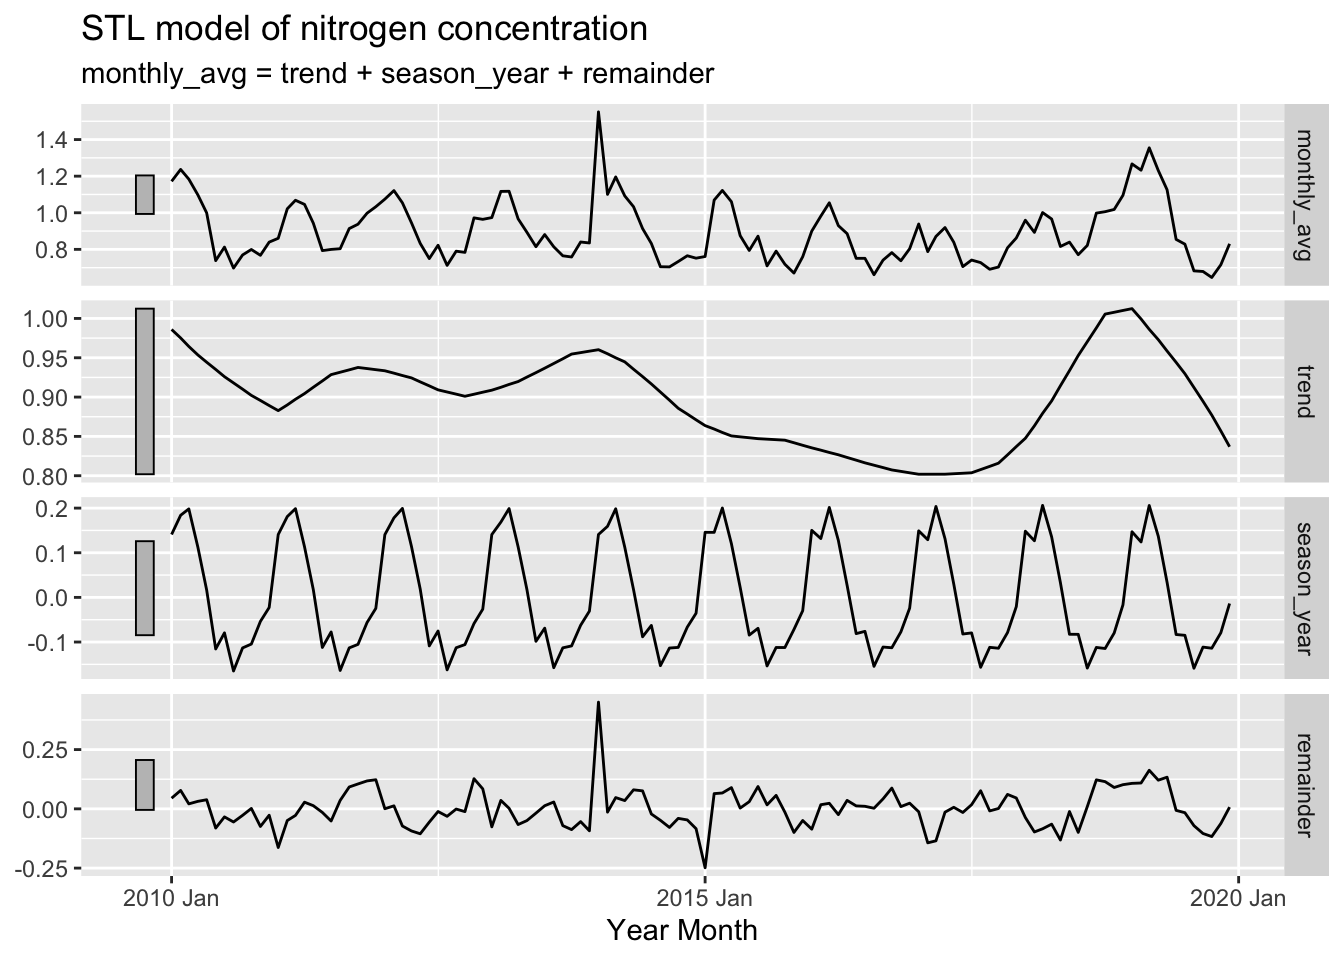 STL model of nitrogen concentration
monthly_avg = trend + season_year + remainder
1.4
1.2
1.0
0.8
monthly_avg
1.00
0.95
0.90
0.85
0.80
trend
0.2
0.1
0.0
-0.1
season_year
0.25
0.00
-0.25
remainder
2010 Jan 2015 Jan 2020 Jan
Year Month